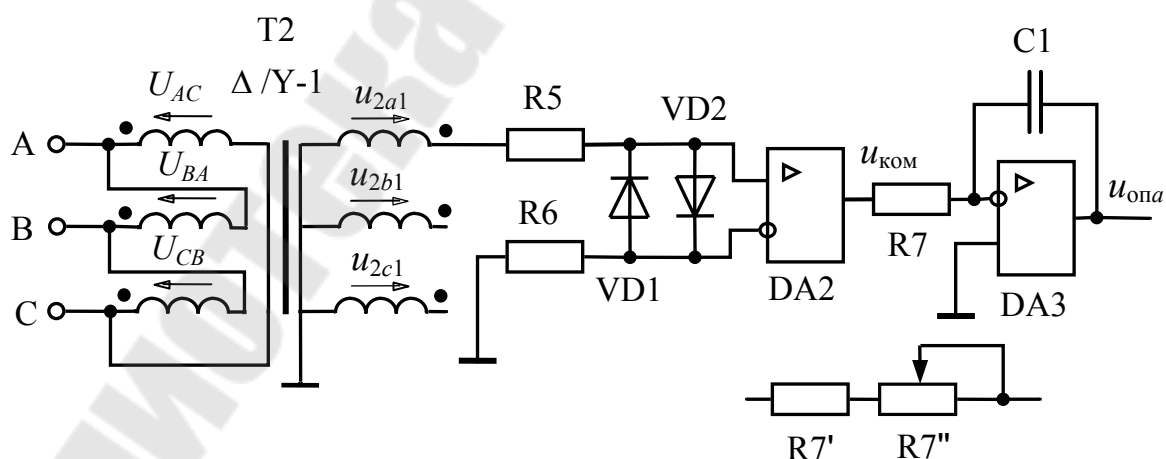 T2
Δ /Y-1
C1
U_AC
u_2a1
R5
VD2
A
U_BA
u_ком
u_2b1
R6
B
U_CB
u_2c1
R7
u_опа
VD1
DA2
DA3
C
R7'
R7"